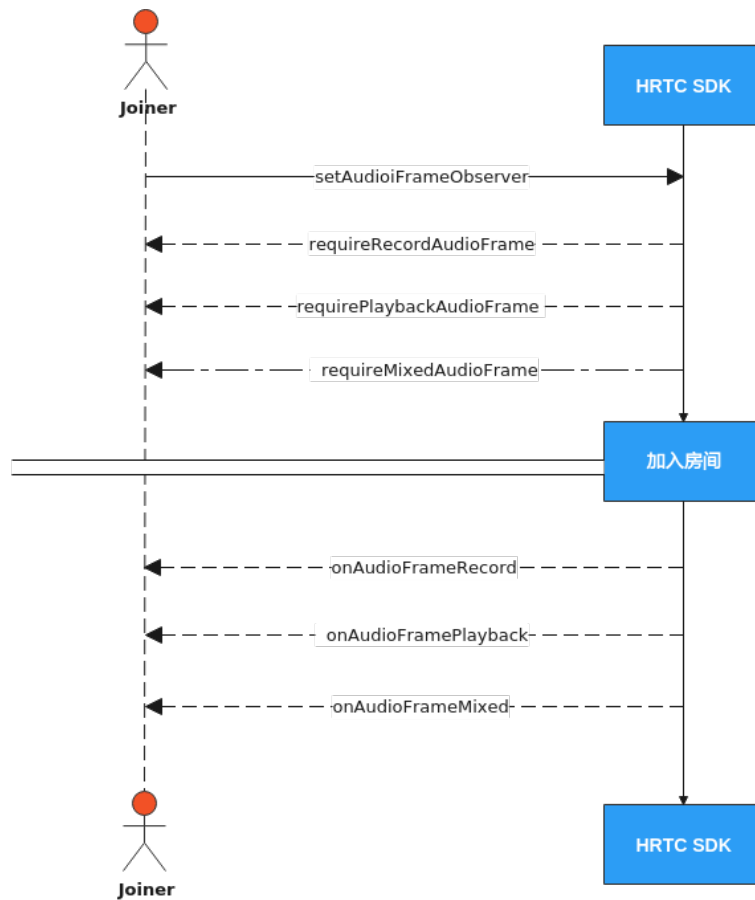 Joiner
HRTC SDK
setAudioiFrameObserver
requireRecordAudioFrame
requirePlaybackAudioFrame
requireMixedAudioFrame
加入房间
onAudioFrameRecord
onAudioFramePlayback
onAudioFrameMixed
HRTC SDK
Joiner